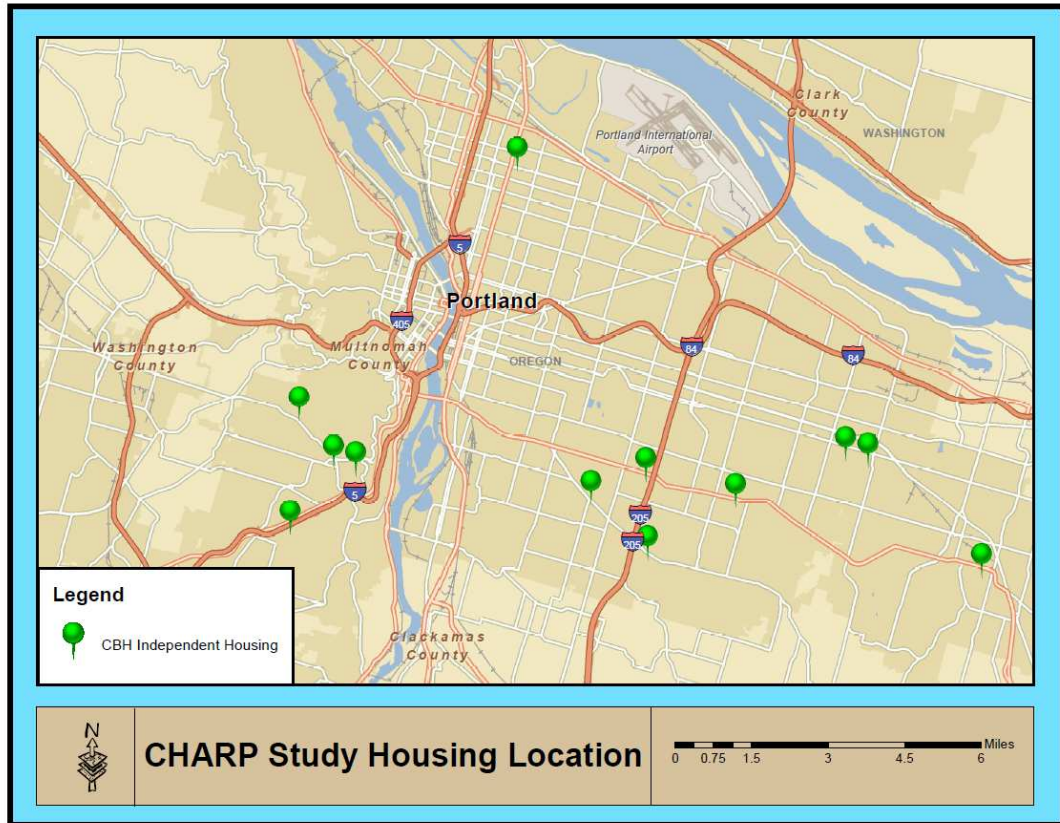 Clark
County
WASHINGTON
Portland International
Airport
5
Portland
405
OREGON
Washington
County
Multnomah
County
84
84
5
205
205
Clackamas
County
Legend
CBH Independent Housing
N
CHARP Study Housing Location
Miles
0 0.75 1.5 3 4.5 6